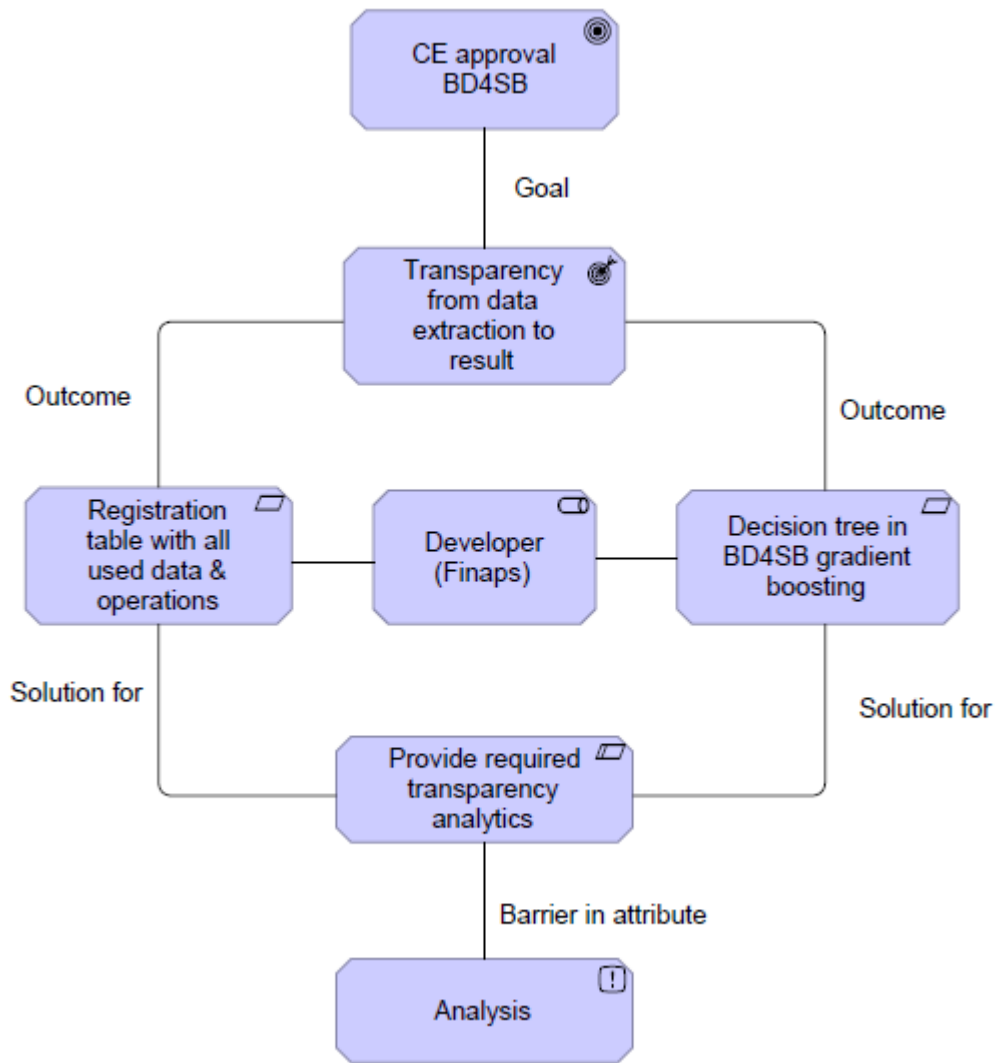 CE approval
BD4SB
Goal
Transparency
from data
extraction to
result
Outcome
Outcome
Registration
table with all
used data &
operations
Developer
(Finaps)
Decision tree in
BD4SB gradient
boosting
Solution for
Solution for
Provide required
transparency
analytics
Barrier in attribute
Analysis